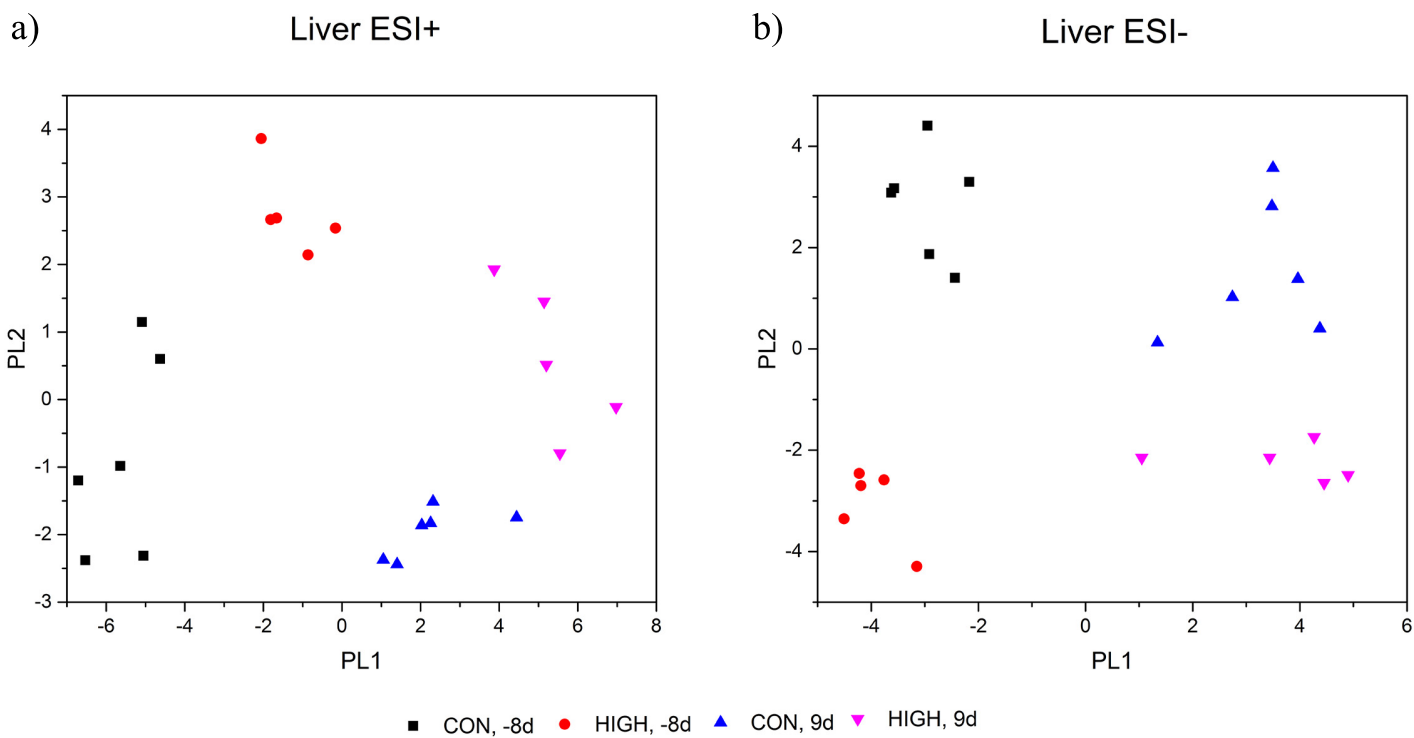 a)
Liver ESI+
4
3
2
1
0
-1
-2
-3
PL2
-6 -4 -2 0 2 4 6 8
PL1
b)
Liver ESI-
4
2
0
-2
-4
PL2
-4 -2 0 2 4 6
PL1
CON, -8d HIGH, -8d CON, 9d HIGH, 9d